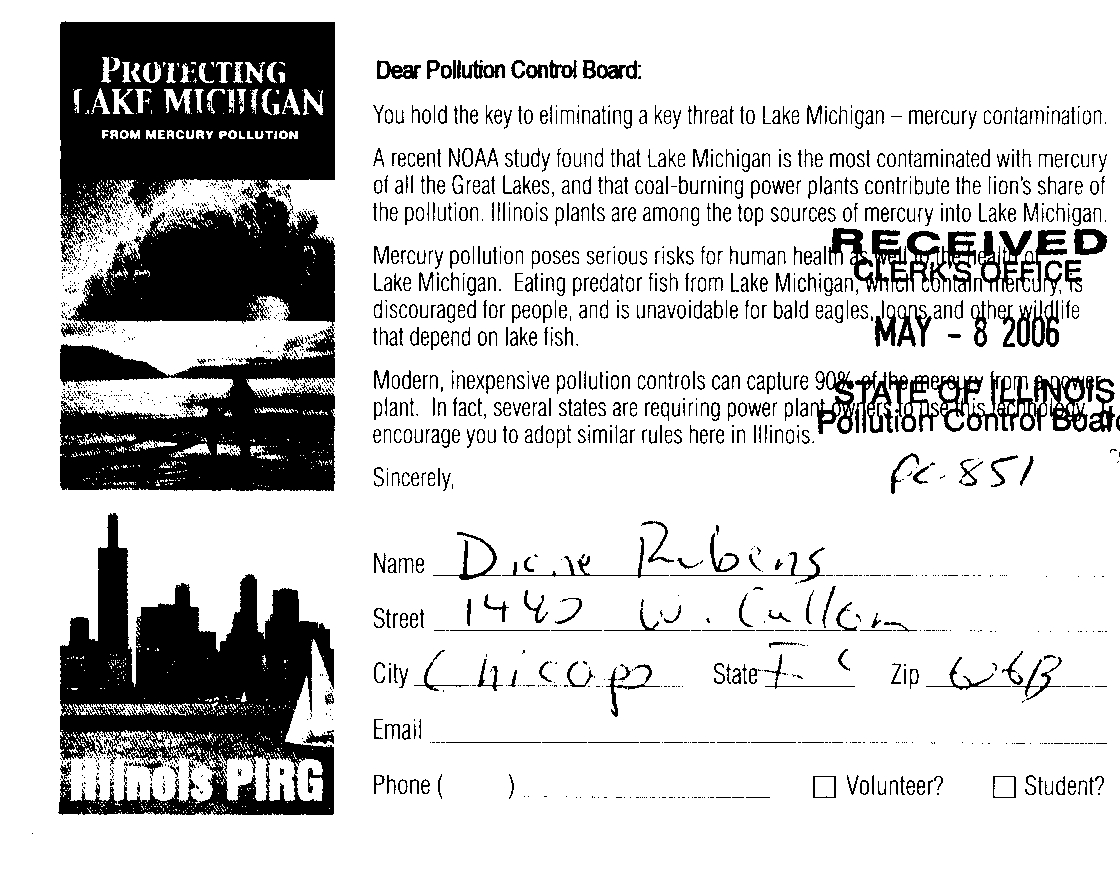 PROTECTING
LAKE MICHIGAN
FROM MERCURY POLLUTION
Illinois PIRG
Dear Pollution Control Board:
You hold the key to eliminating a key threat to Lake Michigan – mercury contamination.
A recent NOAA study found that Lake Michigan is the most contaminated with mercury
of all the Great Lakes, and that coal-burning power plants contribute the lion's share of
the pollution. Illinois plants are among the top sources of mercury into Lake Michigan.
RECEIVED
Mercury pollution poses serious risks for human health as well to the health of
CLERK'S OFFICE
Lake Michigan. Eating predator fish from Lake Michigan, which contain mercury, is
discouraged for people, and is unavoidable for bald eagles, loons and other wildlife
MAY - 8 2006
that depend on lake fish.
Modern, inexpensive pollution controls can capture 90% of the mercury from a power
STATE OF ILLINOIS
plant. In fact, several states are requiring power plant owners to use this technology.
Pollution Control Board
encourage you to adopt similar rules here in Illinois.
PC-851
Sincerely,
Name Diane Rubens
Street W. Cullom
City Chicago State Zip
Email
Phone ( )
Volunteer? Student?